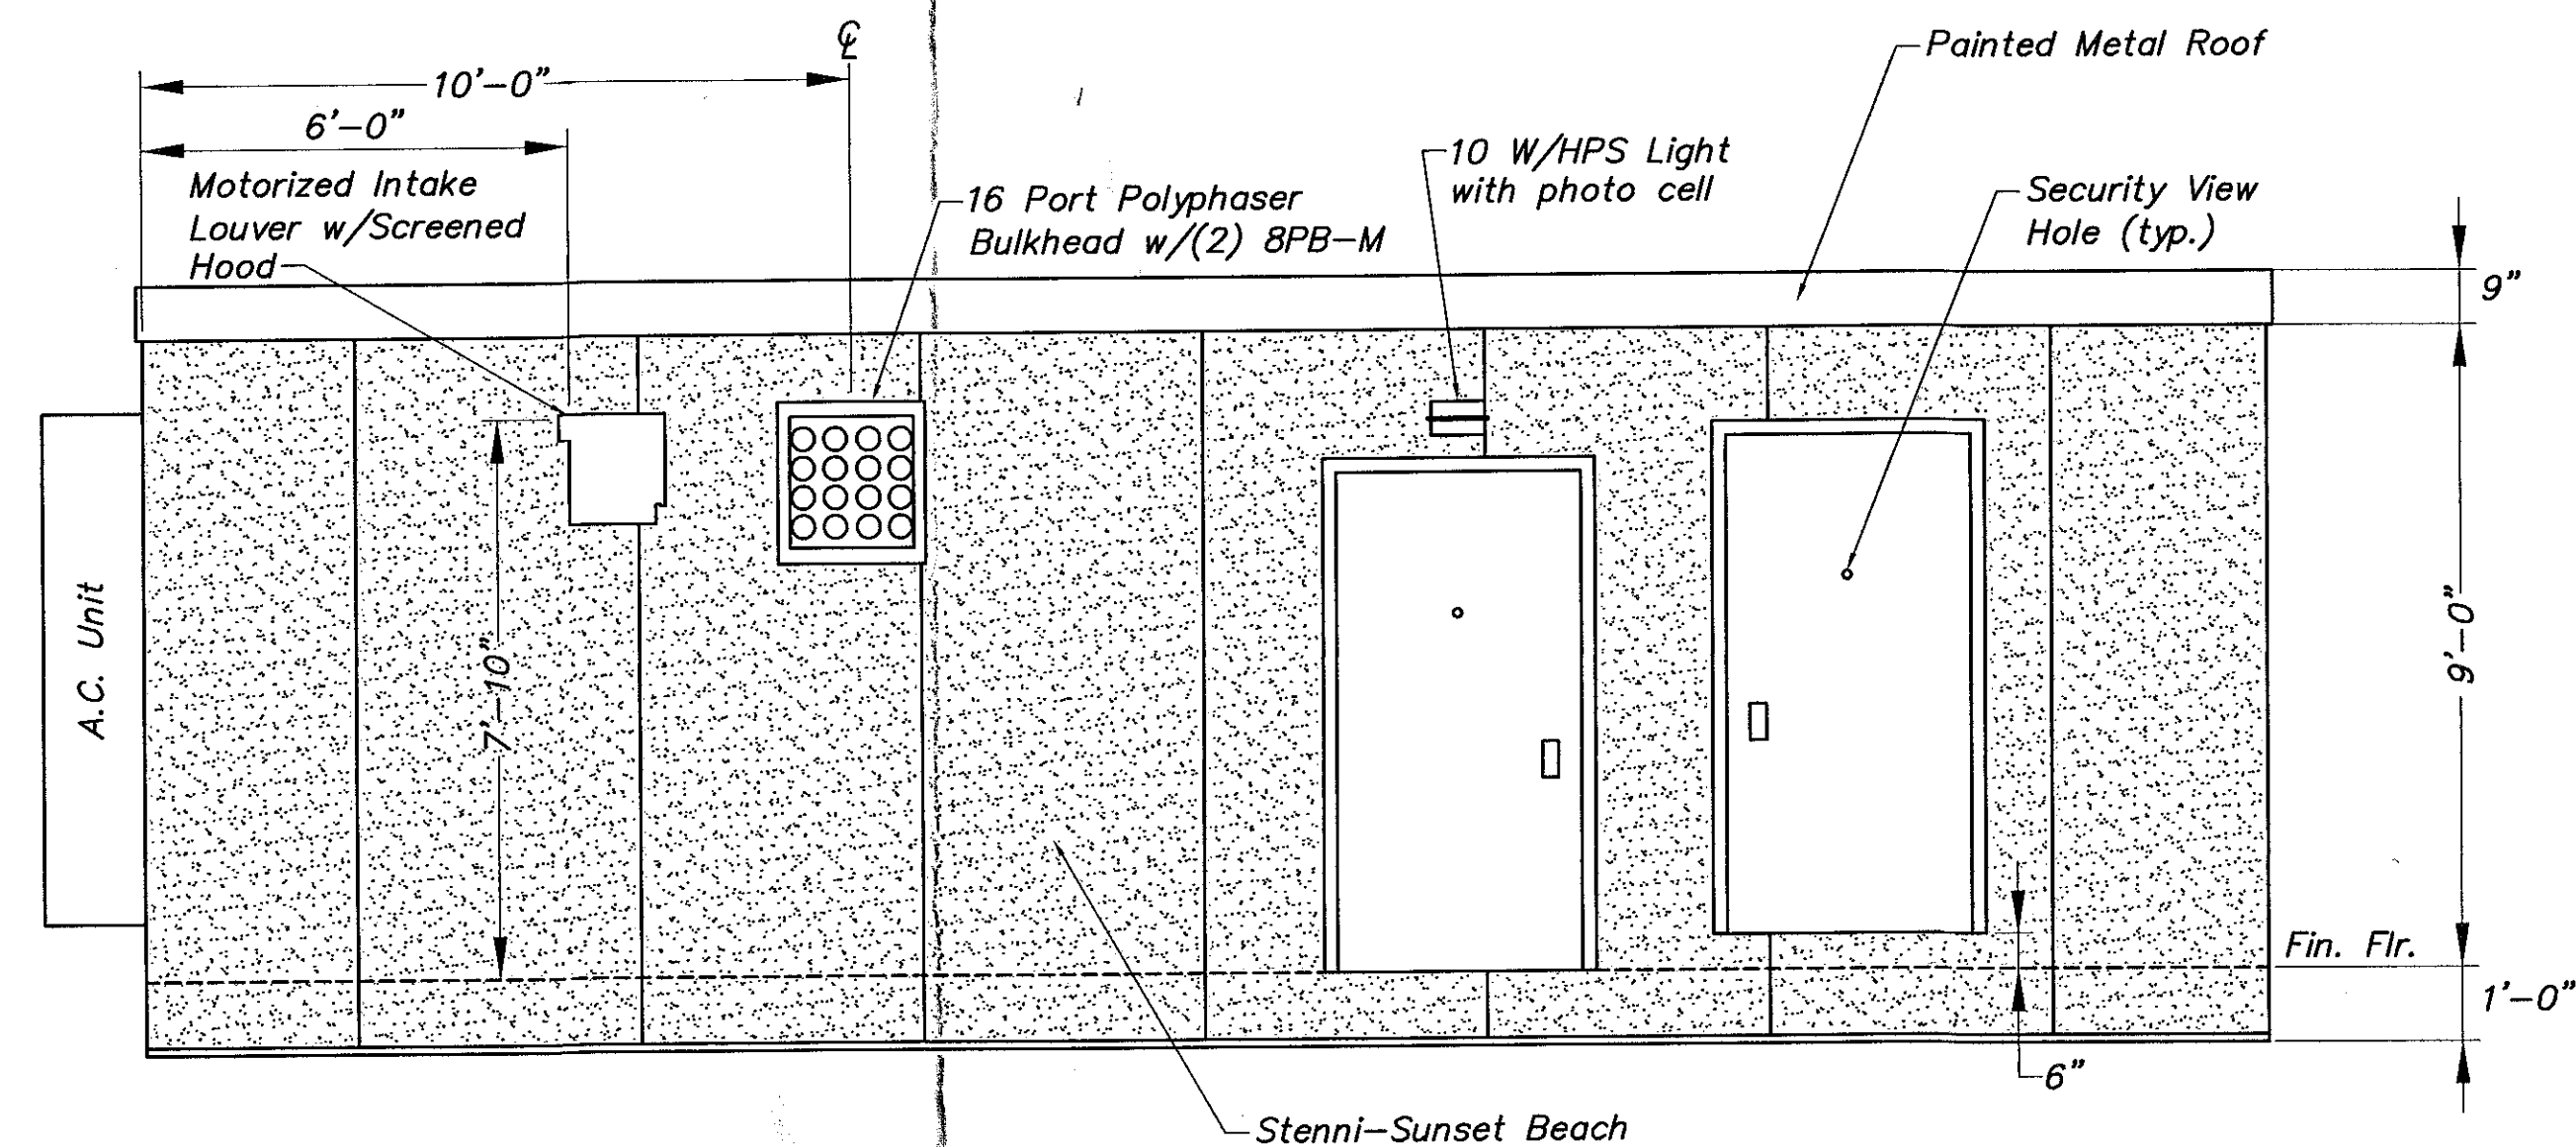 ℄
10'-0"
6'-0"
Painted Metal Roof
Motorized Intake
Louver w/Screened
Hood
16 Port Polyphaser
Bulkhead w/(2) 8PB-M
10 W/HPS Light
with photo cell
Security View
Hole (typ.)
9"
A.C. Unit
7'-10"
9'-0"
Fin. Flr.
1'-0"
6"
Stenni-Sunset Beach